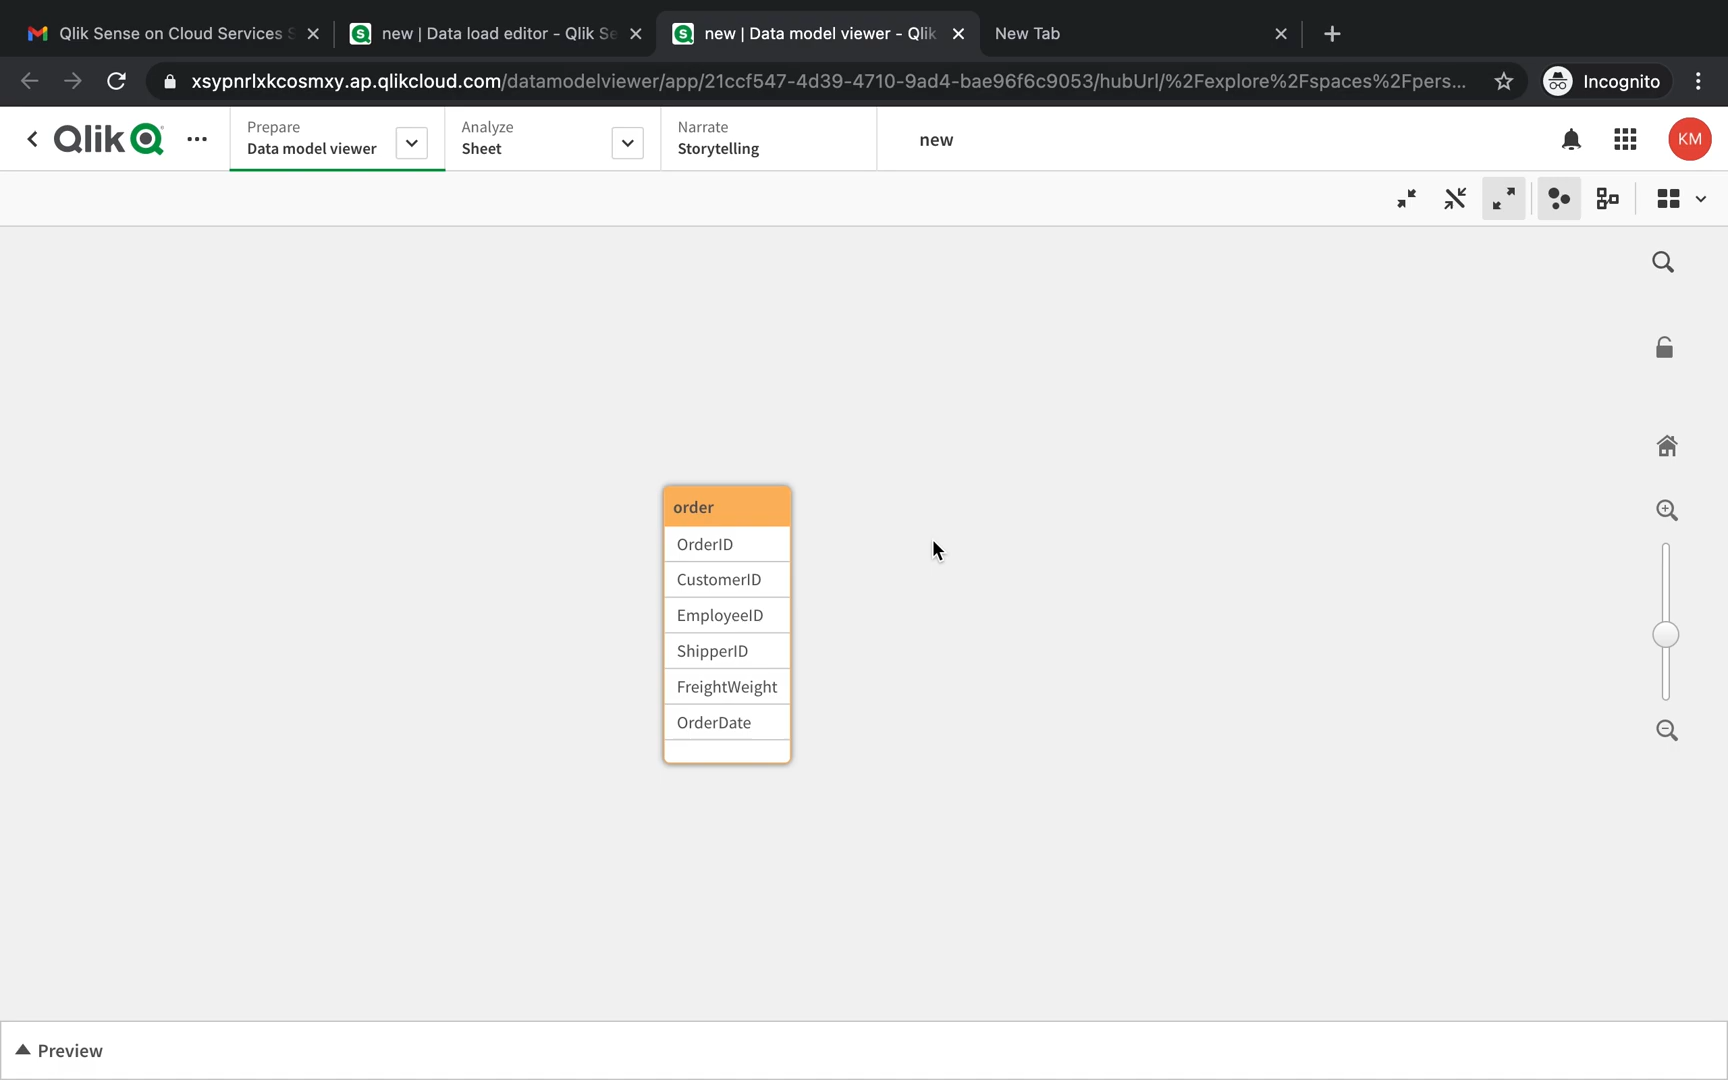 Qlik Sense on Cloud Services S
new | Data load editor - Qlik Se
new | Data model viewer - Qlik
New Tab
xsypnrlxkcosmxy.ap.qlikcloud.com/datamodelviewer/app/21ccf547-4d39-4710-9ad4-bae96f6c9053/hubUrl/%2Fexplore%2Fspaces%2Fpers...
Incognito
Qlik
Prepare
Data model viewer
Analyze
Sheet
Narrate
Storytelling
new
KM
order
OrderID
CustomerID
EmployeeID
ShipperID
FreightWeight
OrderDate
Preview